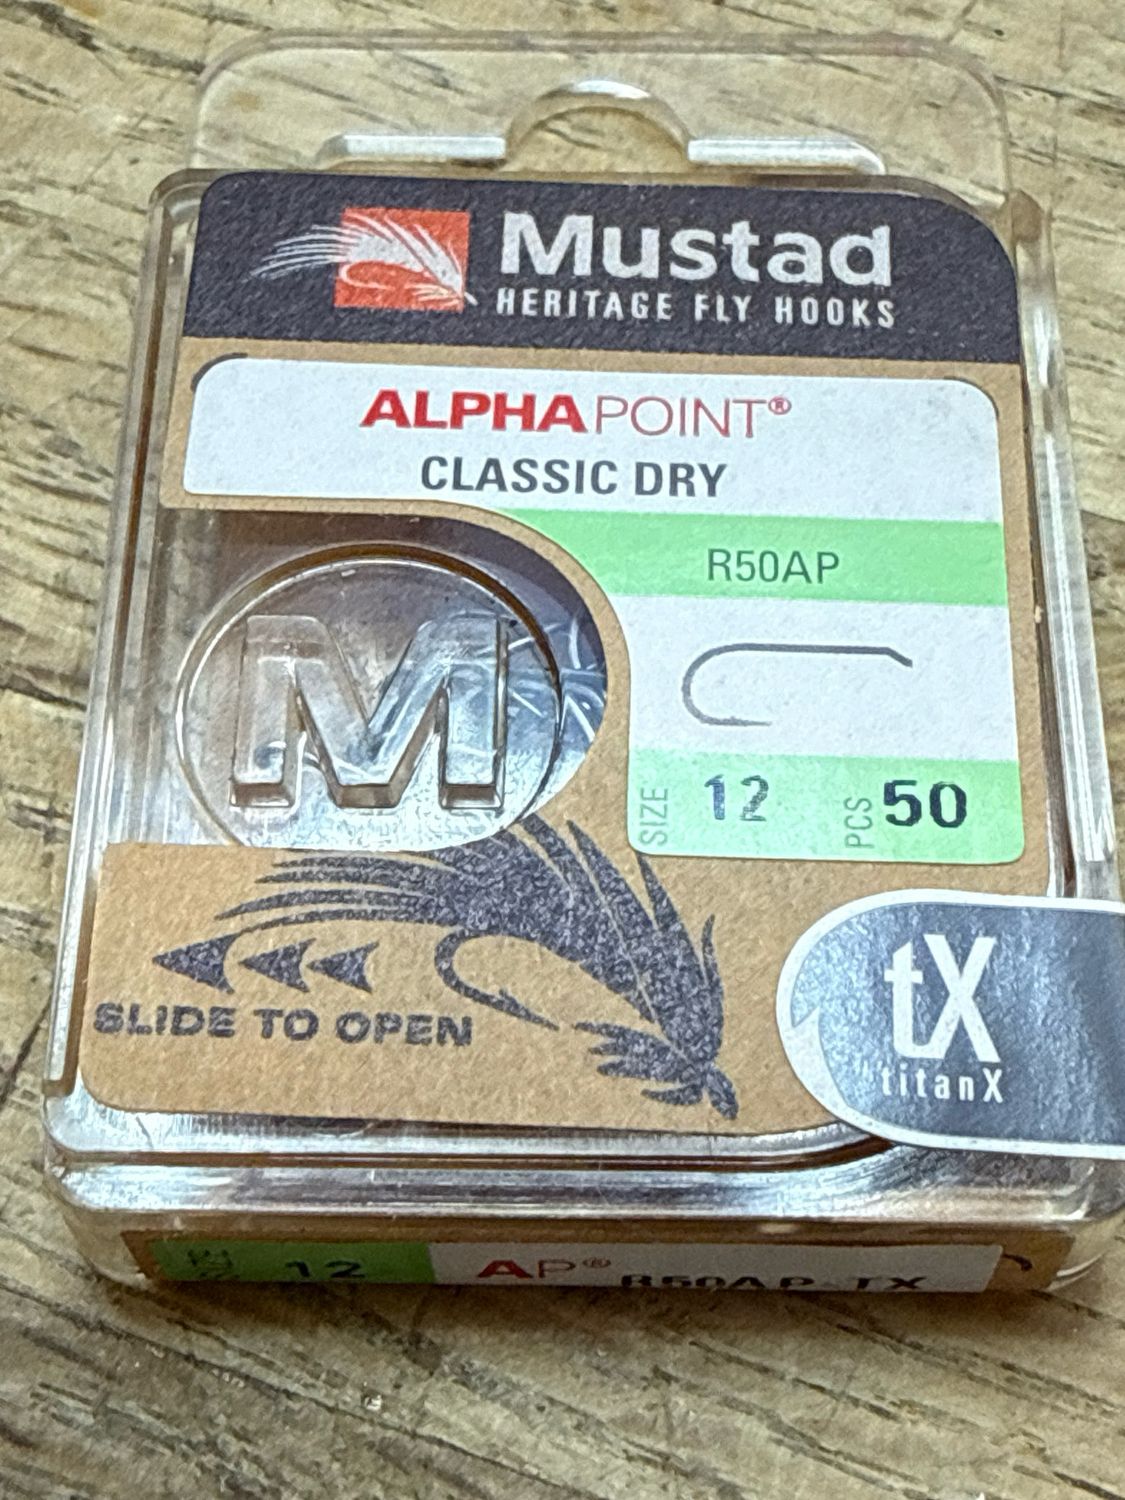 Mustad
HERITAGE FLY HOOKS
ALPHAPOINT®
CLASSIC DRY
R50AP
M
SIZE 12 PCS 50
SLIDE TO OPEN
tX
titanX
12 AP® R50AP-TX